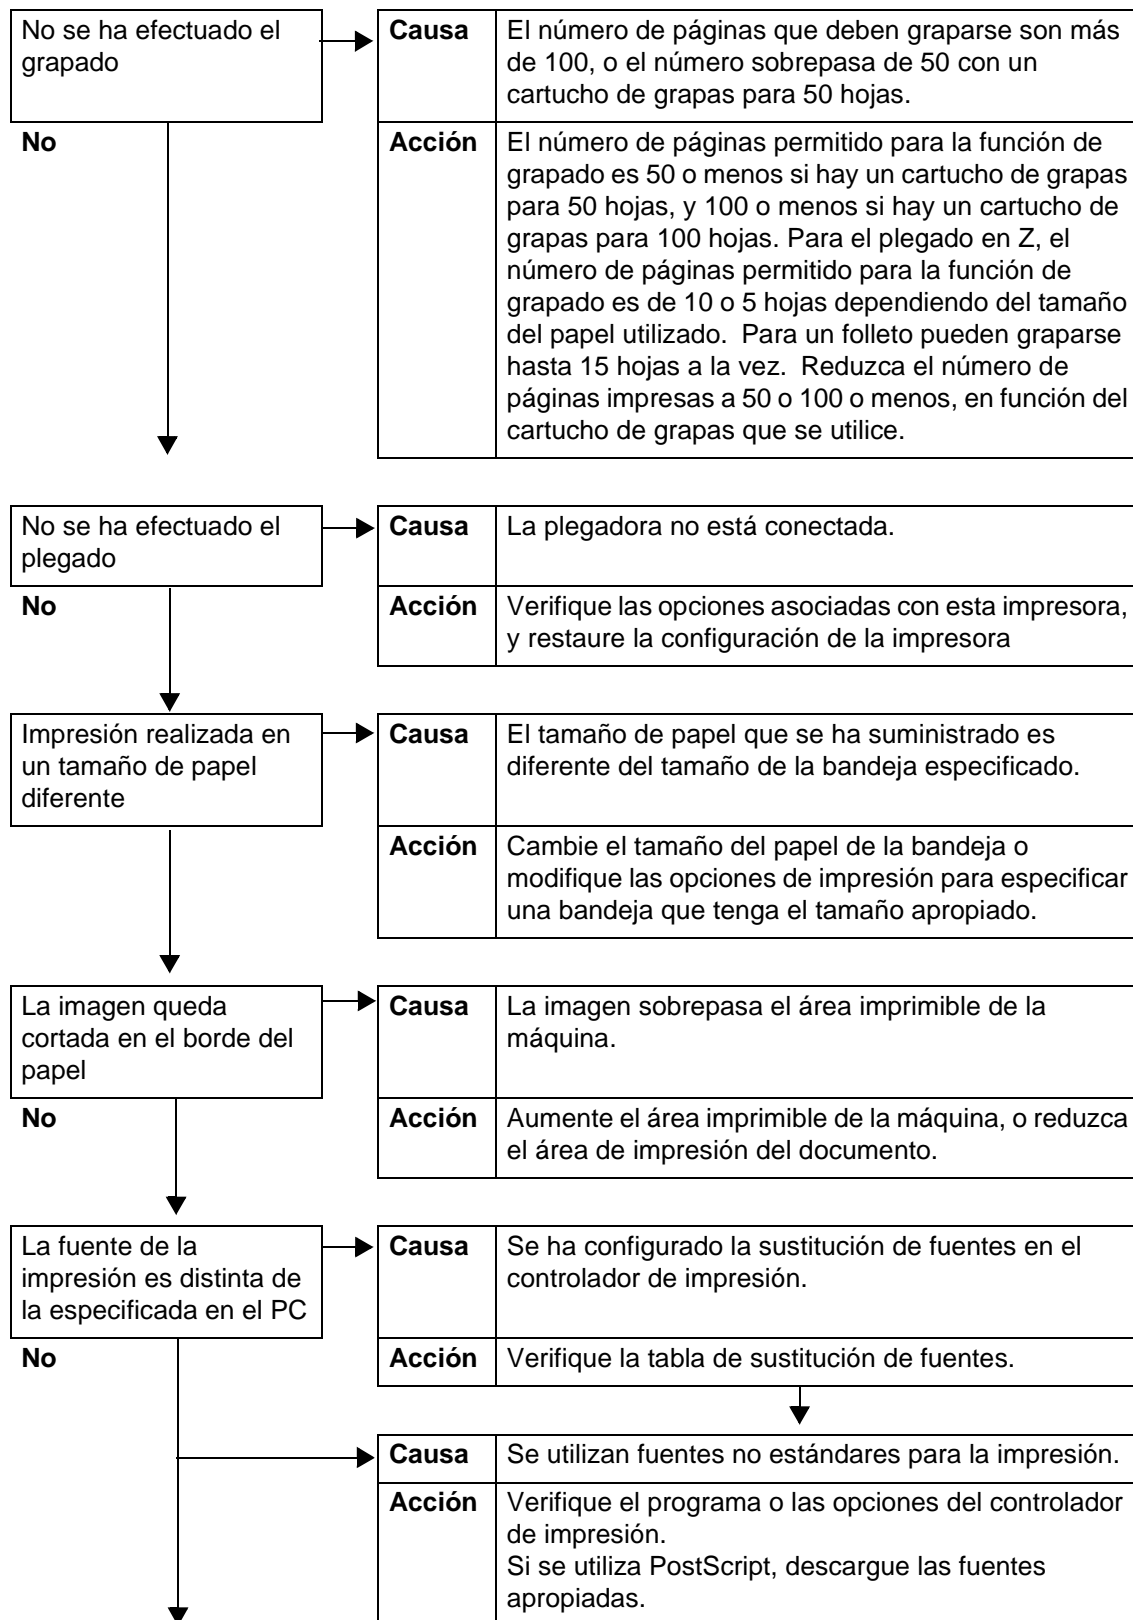 No se ha efectuado el
grapado
Causa
El número de páginas que deben graparse son más
de 100, o el número sobrepasa de 50 con un
cartucho de grapas para 50 hojas.
No
Acción
El número de páginas permitido para la función de
grapado es 50 o menos si hay un cartucho de grapas
para 50 hojas, y 100 o menos si hay un cartucho de
grapas para 100 hojas. Para el plegado en Z, el
número de páginas permitido para la función de
grapado es de 10 o 5 hojas dependiendo del tamaño
del papel utilizado.  Para un folleto pueden graparse
hasta 15 hojas a la vez.  Reduzca el número de
páginas impresas a 50 o 100 o menos, en función del
cartucho de grapas que se utilice.
No se ha efectuado el
plegado
Causa
La plegadora no está conectada.
No
Acción
Verifique las opciones asociadas con esta impresora,
y restaure la configuración de la impresora
Impresión realizada en
un tamaño de papel
diferente
Causa
El tamaño de papel que se ha suministrado es
diferente del tamaño de la bandeja especificado.
Acción
Cambie el tamaño del papel de la bandeja o
modifique las opciones de impresión para especificar
una bandeja que tenga el tamaño apropiado.
La imagen queda
cortada en el borde del
papel
Causa
La imagen sobrepasa el área imprimible de la
máquina.
No
Acción
Aumente el área imprimible de la máquina, o reduzca
el área de impresión del documento.
La fuente de la
impresión es distinta de
la especificada en el PC
Causa
Se ha configurado la sustitución de fuentes en el
controlador de impresión.
No
Acción
Verifique la tabla de sustitución de fuentes.
Causa
Se utilizan fuentes no estándares para la impresión.
Acción
Verifique el programa o las opciones del controlador
de impresión.
Si se utiliza PostScript, descargue las fuentes
apropiadas.